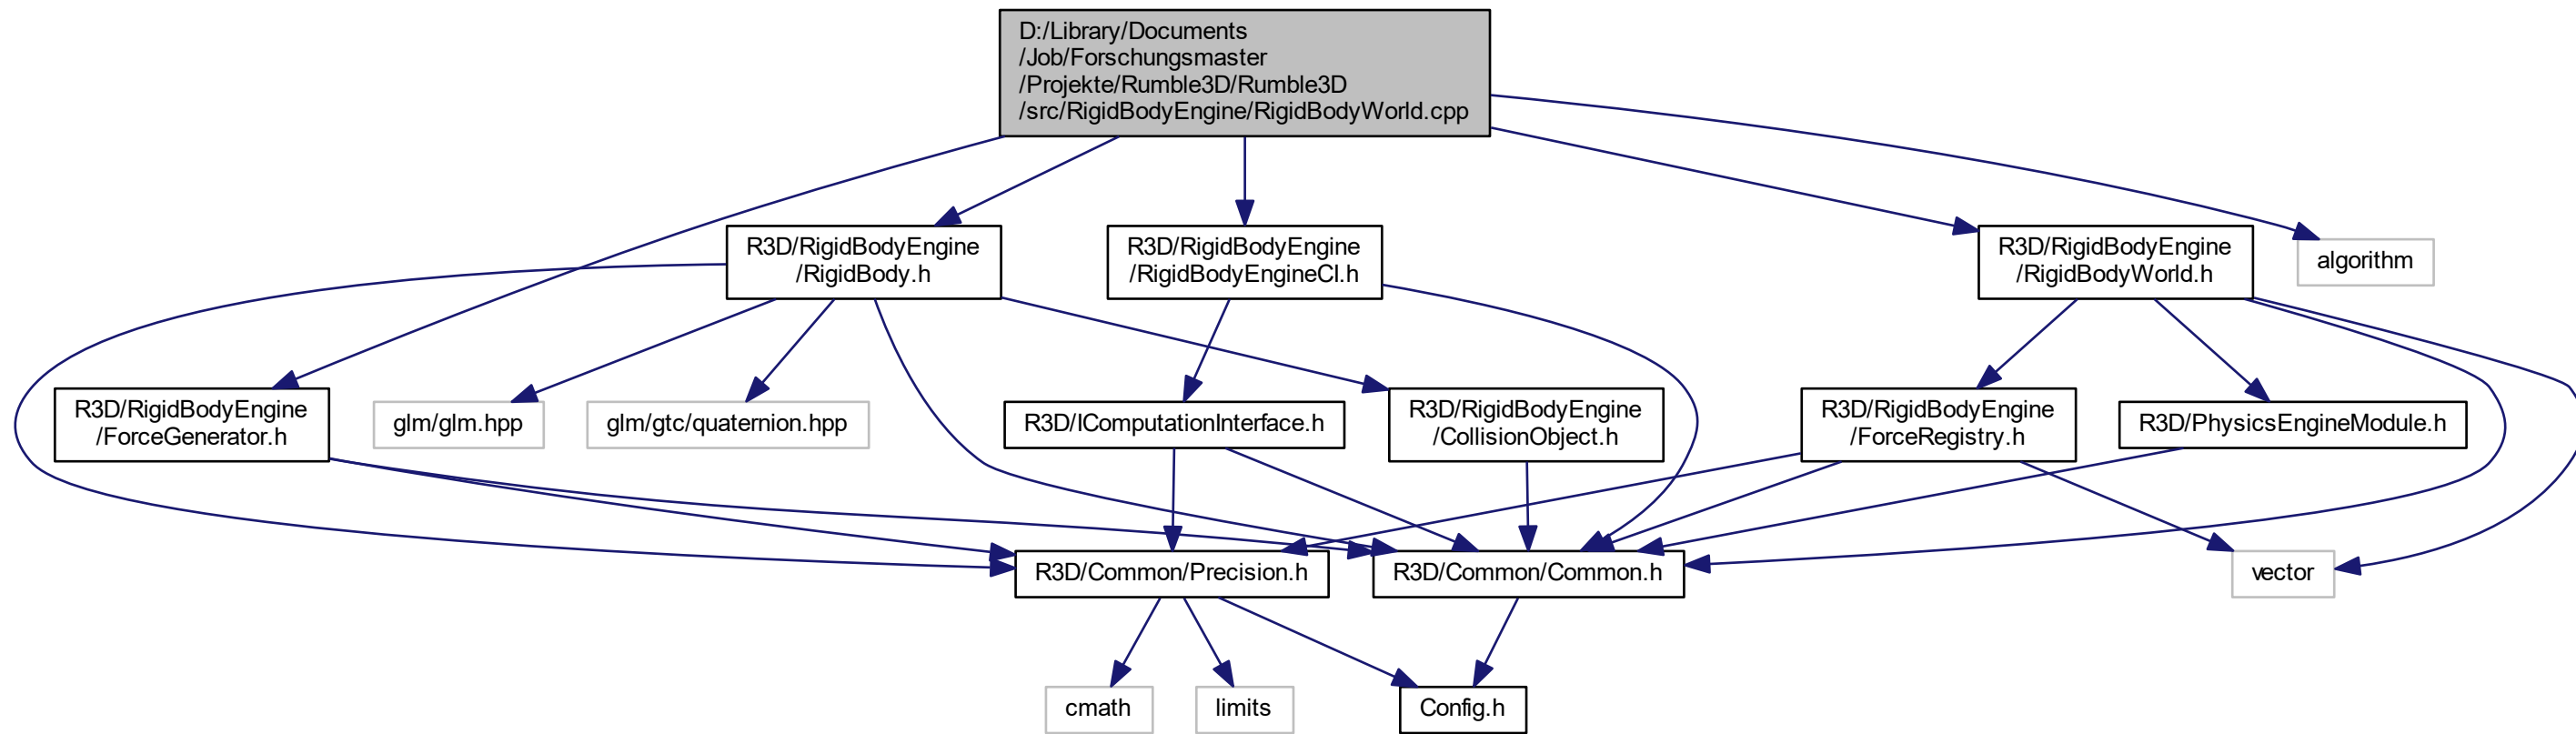 D:/Library/Documents
/Job/Forschungsmaster
/Projekte/Rumble3D/Rumble3D
/src/RigidBodyEngine/RigidBodyWorld.cpp
R3D/RigidBodyEngine
/RigidBody.h
R3D/RigidBodyEngine
/RigidBodyEngineCI.h
R3D/RigidBodyEngine
/RigidBodyWorld.h
algorithm
R3D/RigidBodyEngine
/ForceGenerator.h
glm/glm.hpp
glm/gtc/quaternion.hpp
R3D/IComputationInterface.h
R3D/RigidBodyEngine
/CollisionObject.h
R3D/RigidBodyEngine
/ForceRegistry.h
R3D/PhysicsEngineModule.h
R3D/Common/Precision.h
R3D/Common/Common.h
vector
cmath
limits
Config.h